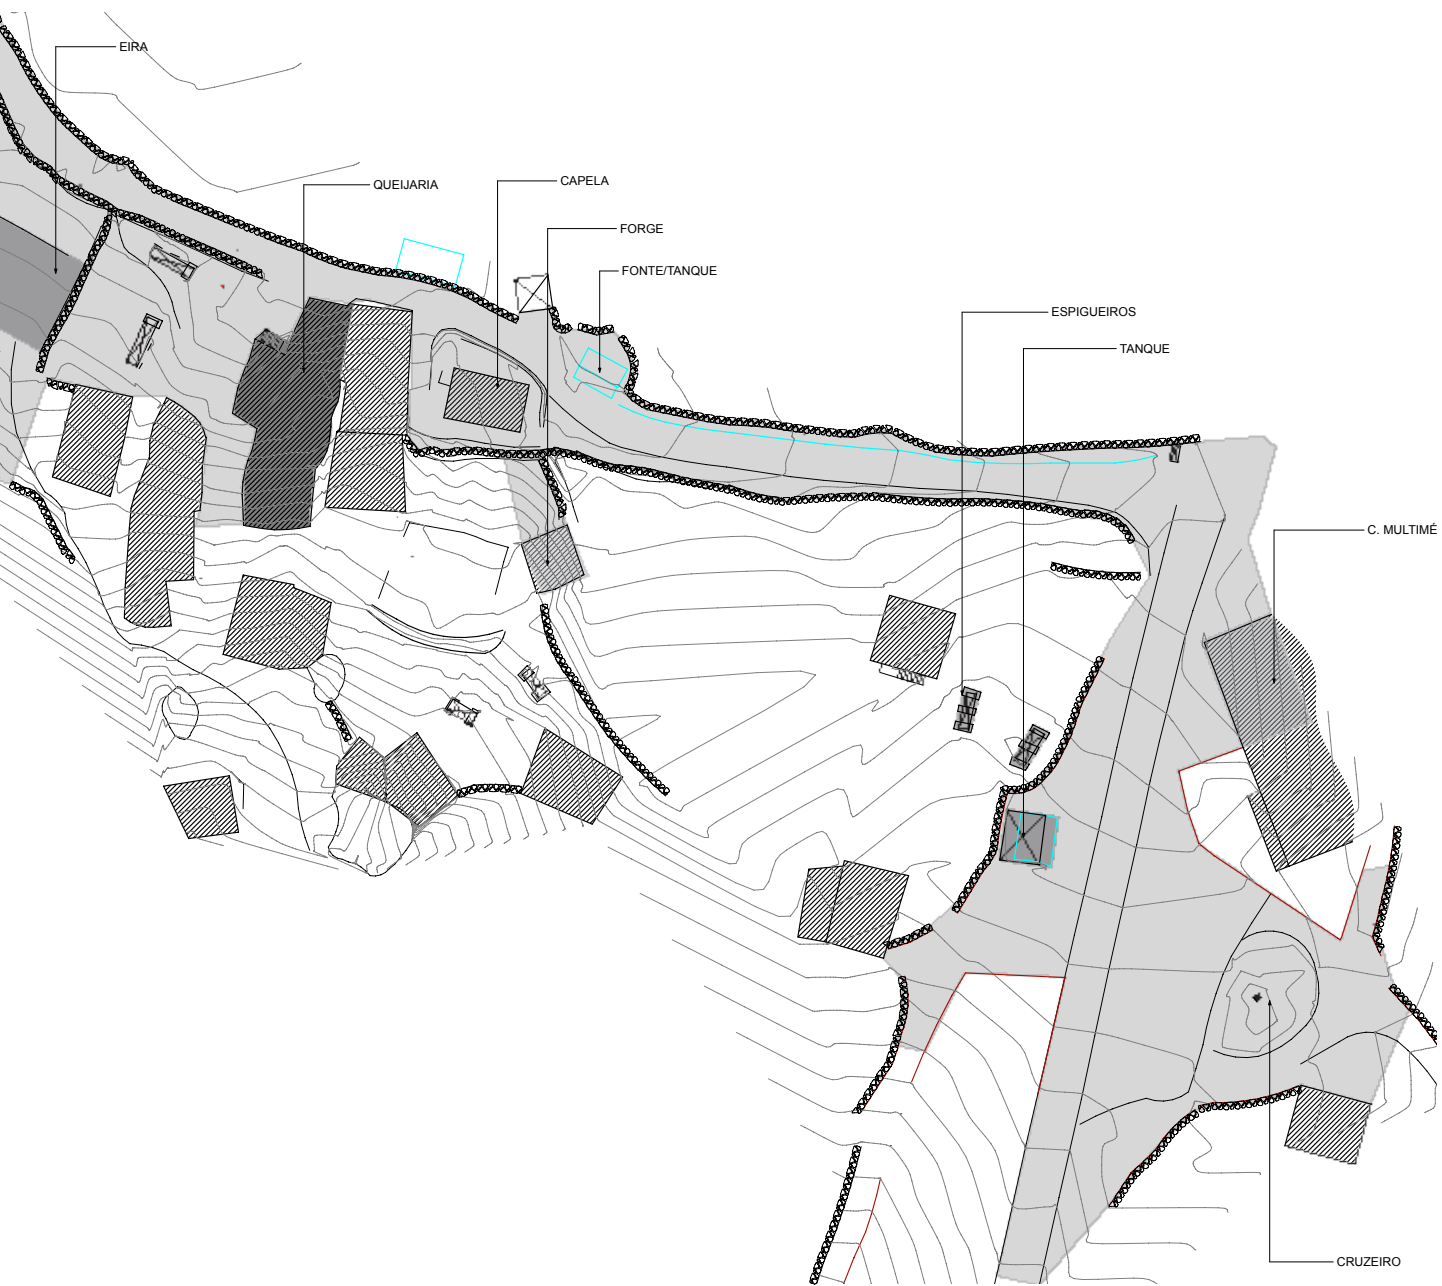 EIRA
QUEIJARIA
CAPELA
FORGE
FONTE/TANQUE
ESPIGUEIROS
TANQUE
C. MULTIMÉ
CRUZEIRO